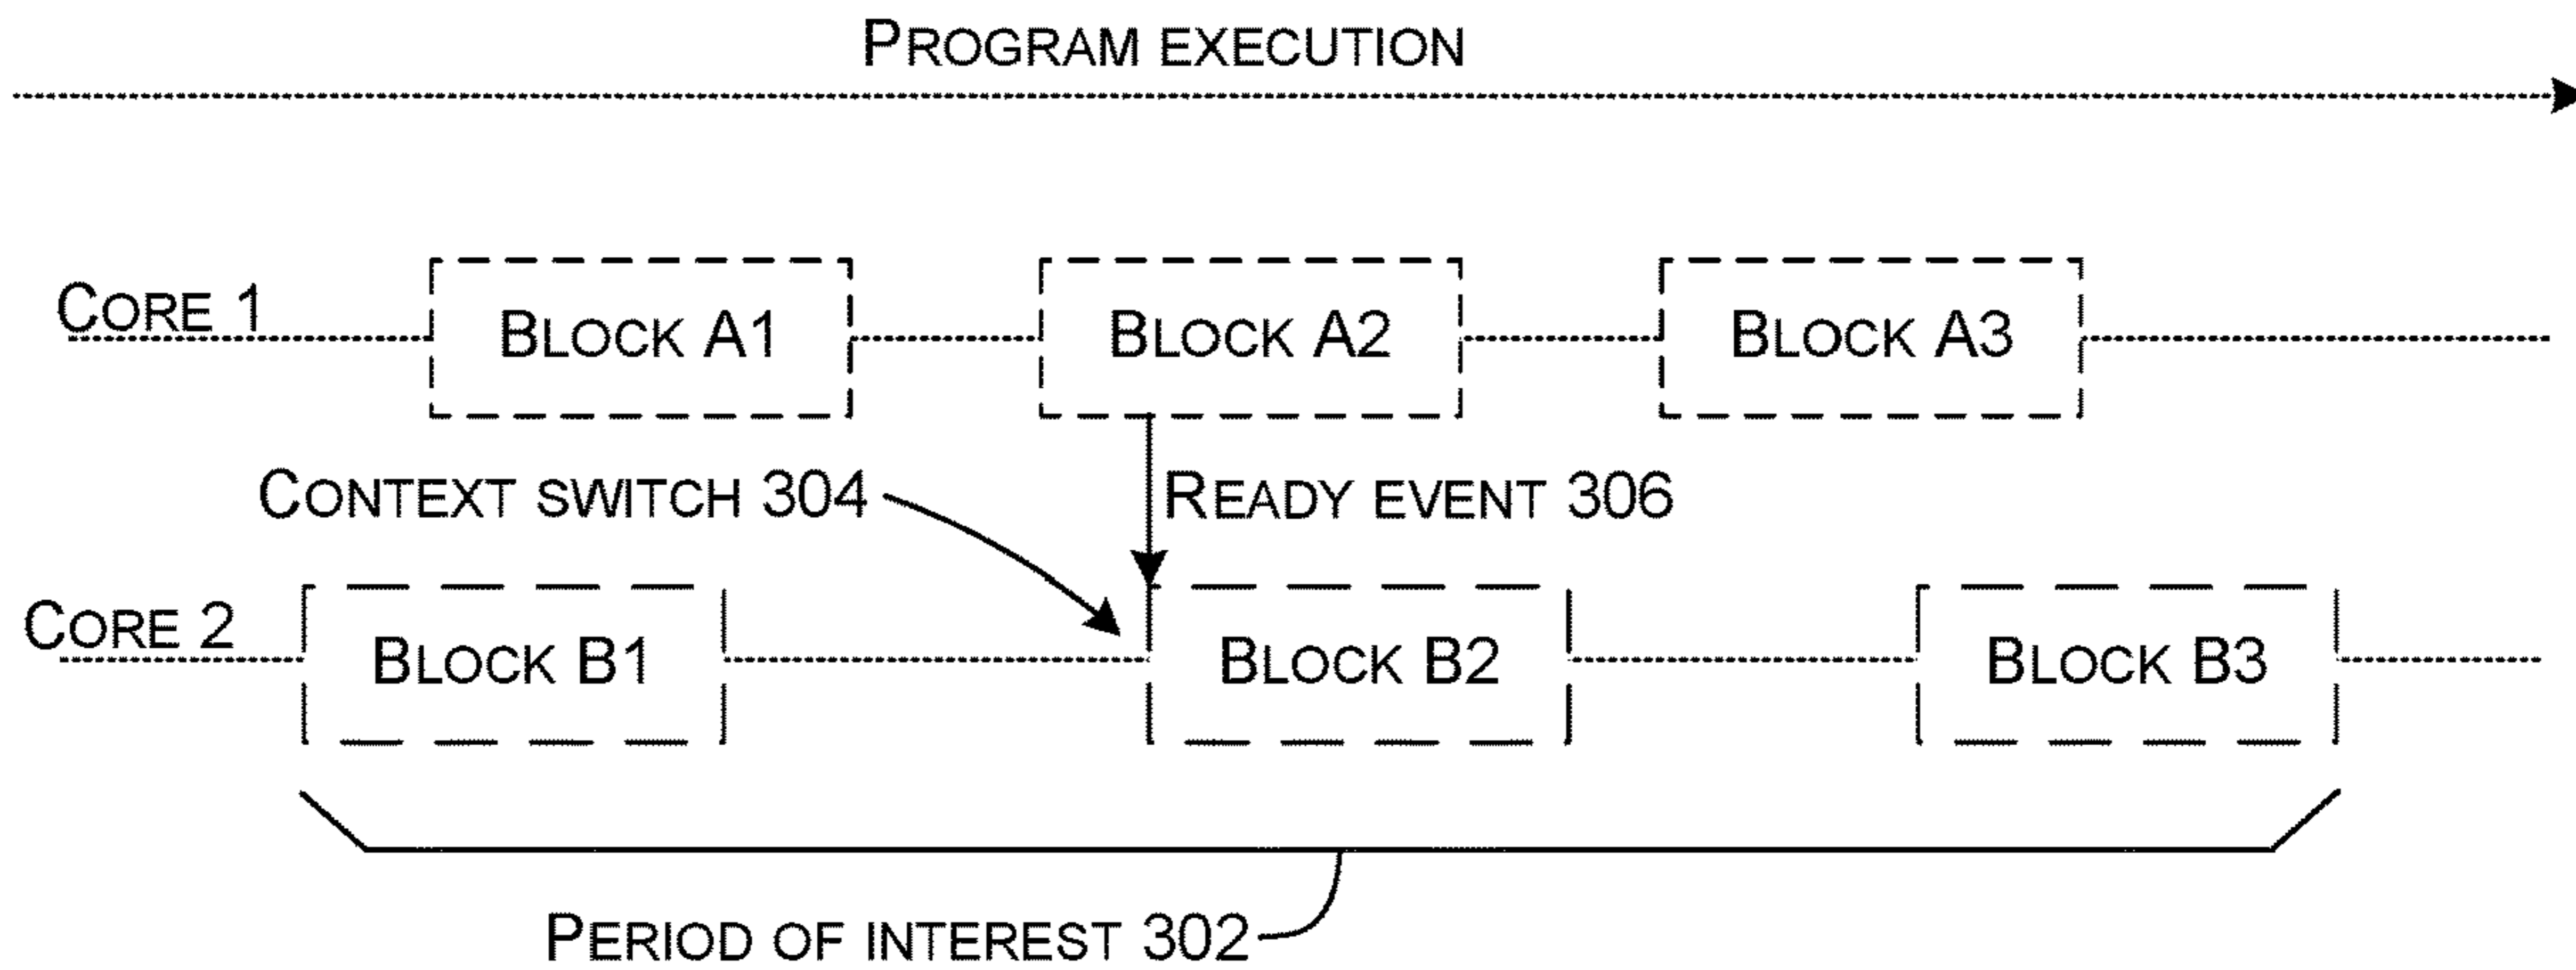 PROGRAM EXECUTION
CORE 1
BLOCK A1
BLOCK A2
BLOCK A3
CONTEXT SWITCH 304
READY EVENT 306
CORE 2
BLOCK B1
BLOCK B2
BLOCK B3
PERIOD OF INTEREST 302